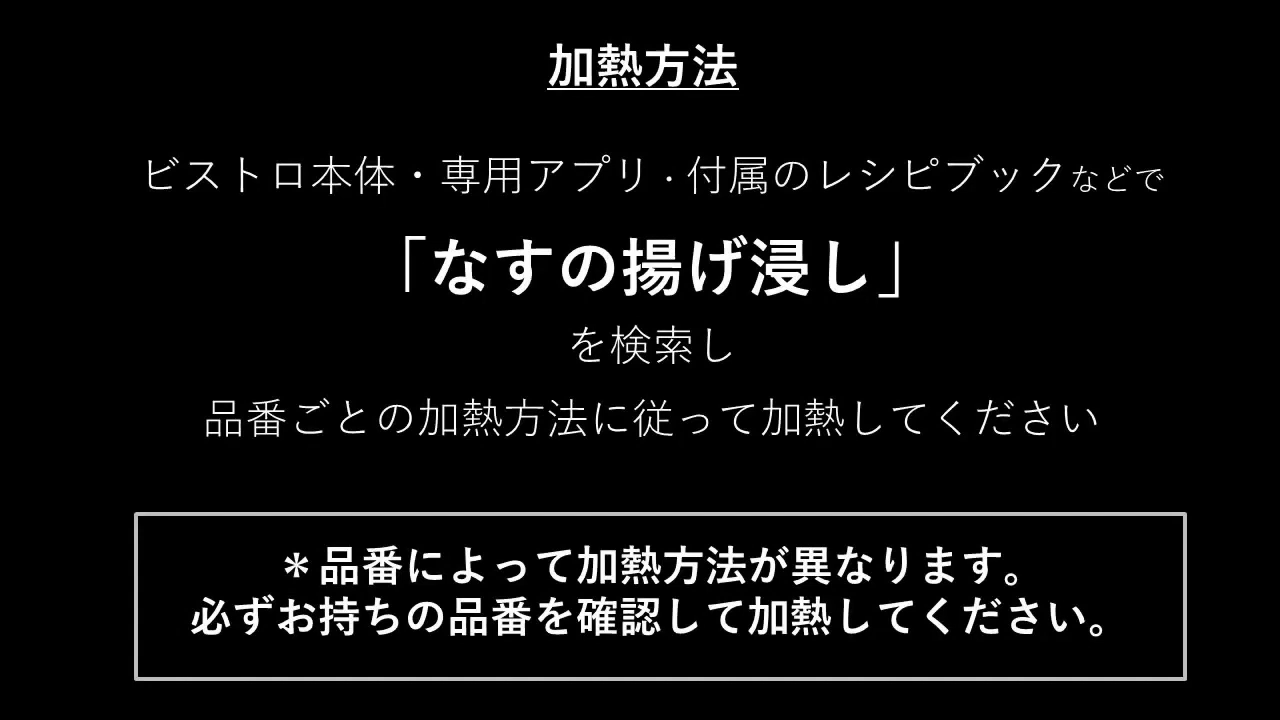 加熱方法
ビストロ本体・専用アプリ・付属のレシピブックなどで
「なすの揚げ浸し」
を検索し
品番ごとの加熱方法に従って加熱してください
＊品番によって加熱方法が異なります。
必ずお持ちの品番を確認して加熱してください。